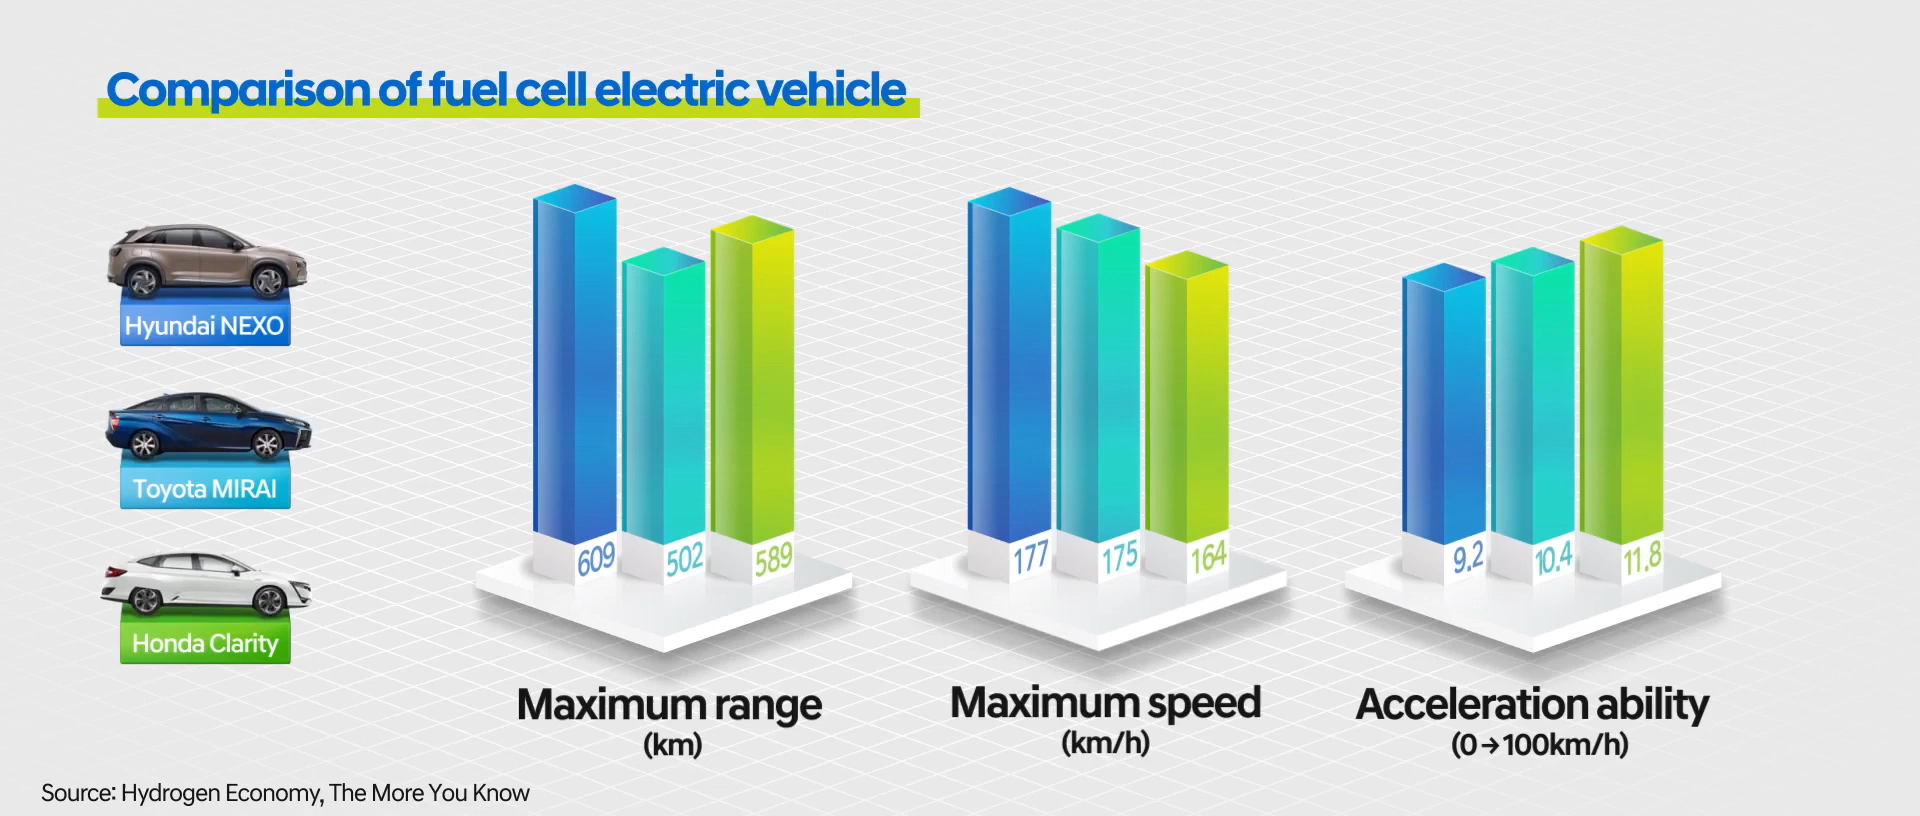 Comparison of fuel cell electric vehicle
Hyundai NEXO
Toyota MIRAI
Honda Clarity
609
502
589
Maximum range
(km)
177
175
164
Maximum speed
(km/h)
9.2
10.4
11.8
Acceleration ability
(0→100km/h)
Source: Hydrogen Economy, The More You Know